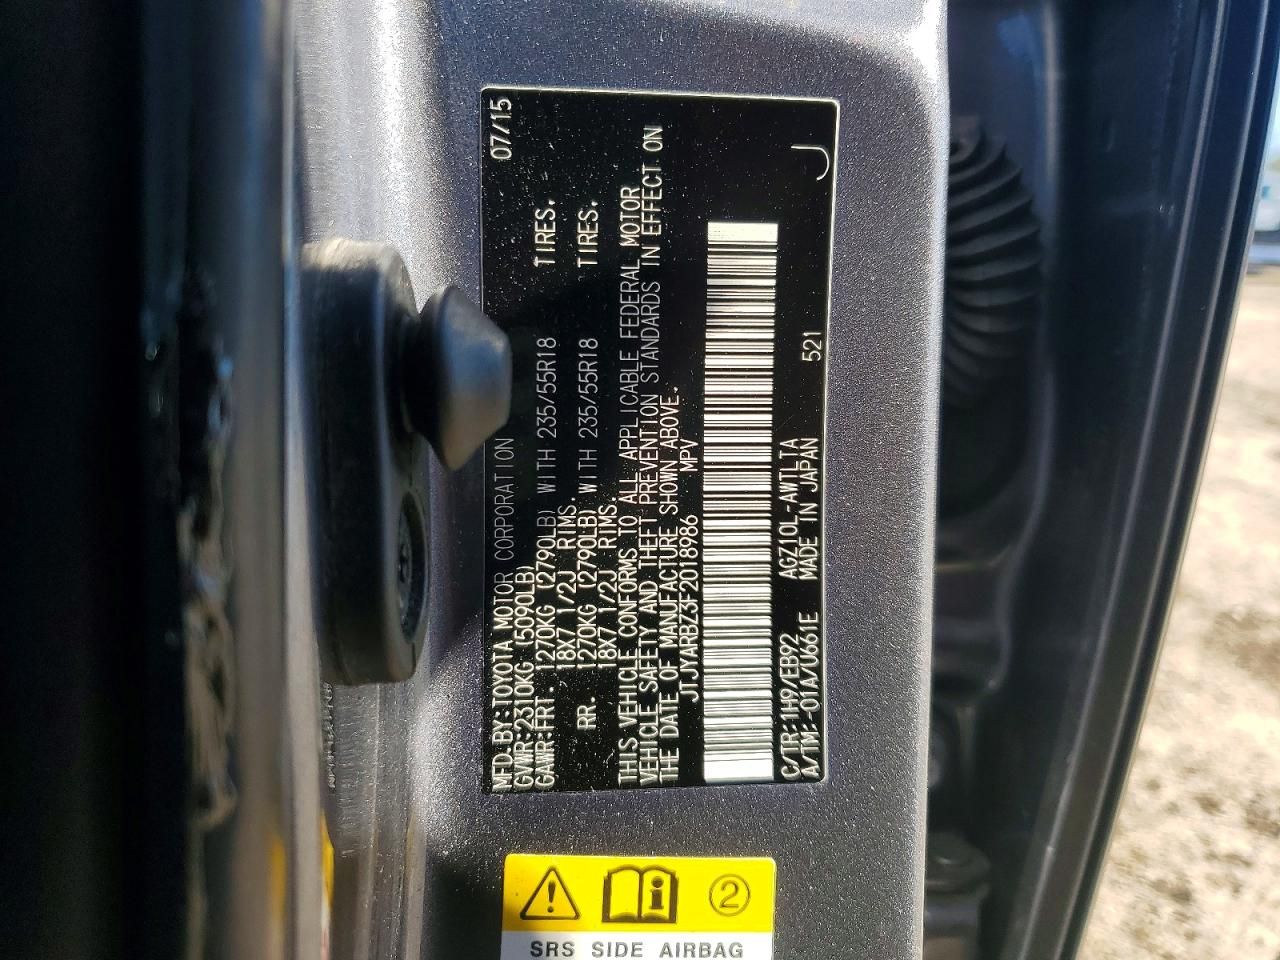 MFD.BY:TOYOTA MOTOR CORPORATION 07/15
GVWR:2310KG (5090LB)
GAWR:FRT. 1270KG (2790LB) WITH 235/55R18 TIRES.
18X7 1/2J RIMS.
RR. 1270KG (2790LB) WITH 235/55R18 TIRES.
18X7 1/2J RIMS.
THIS VEHICLE CONFORMS TO ALL APPLICABLE FEDERAL MOTOR
VEHICLE SAFETY AND THEFT PREVENTION STANDARDS IN EFFECT ON
THE DATE OF MANUFACTURE SHOWN ABOVE.
JTJYARBZ3F2018986 MPV
C/TR:1H9/EB92 AGZ10L-AWTLTA 521
A/TM:-01A/U661E MADE IN JAPAN
J
2
SRS SIDE AIRBAG